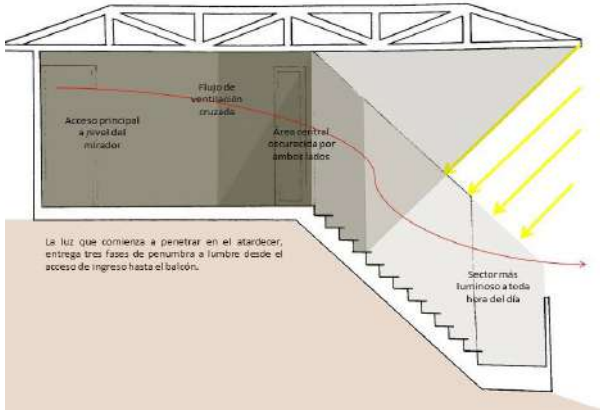 Flujo de
ventilación
cruzada
Acceso principal
a nivel del
mirador
Área central
oscurecida por
ambos lados
La luz que comienza a penetrar en el atardecer,
entrega tres fases de penumbra a lumbre desde el
acceso de ingreso hasta el balcón.
Sector más
luminoso a toda
hora del día